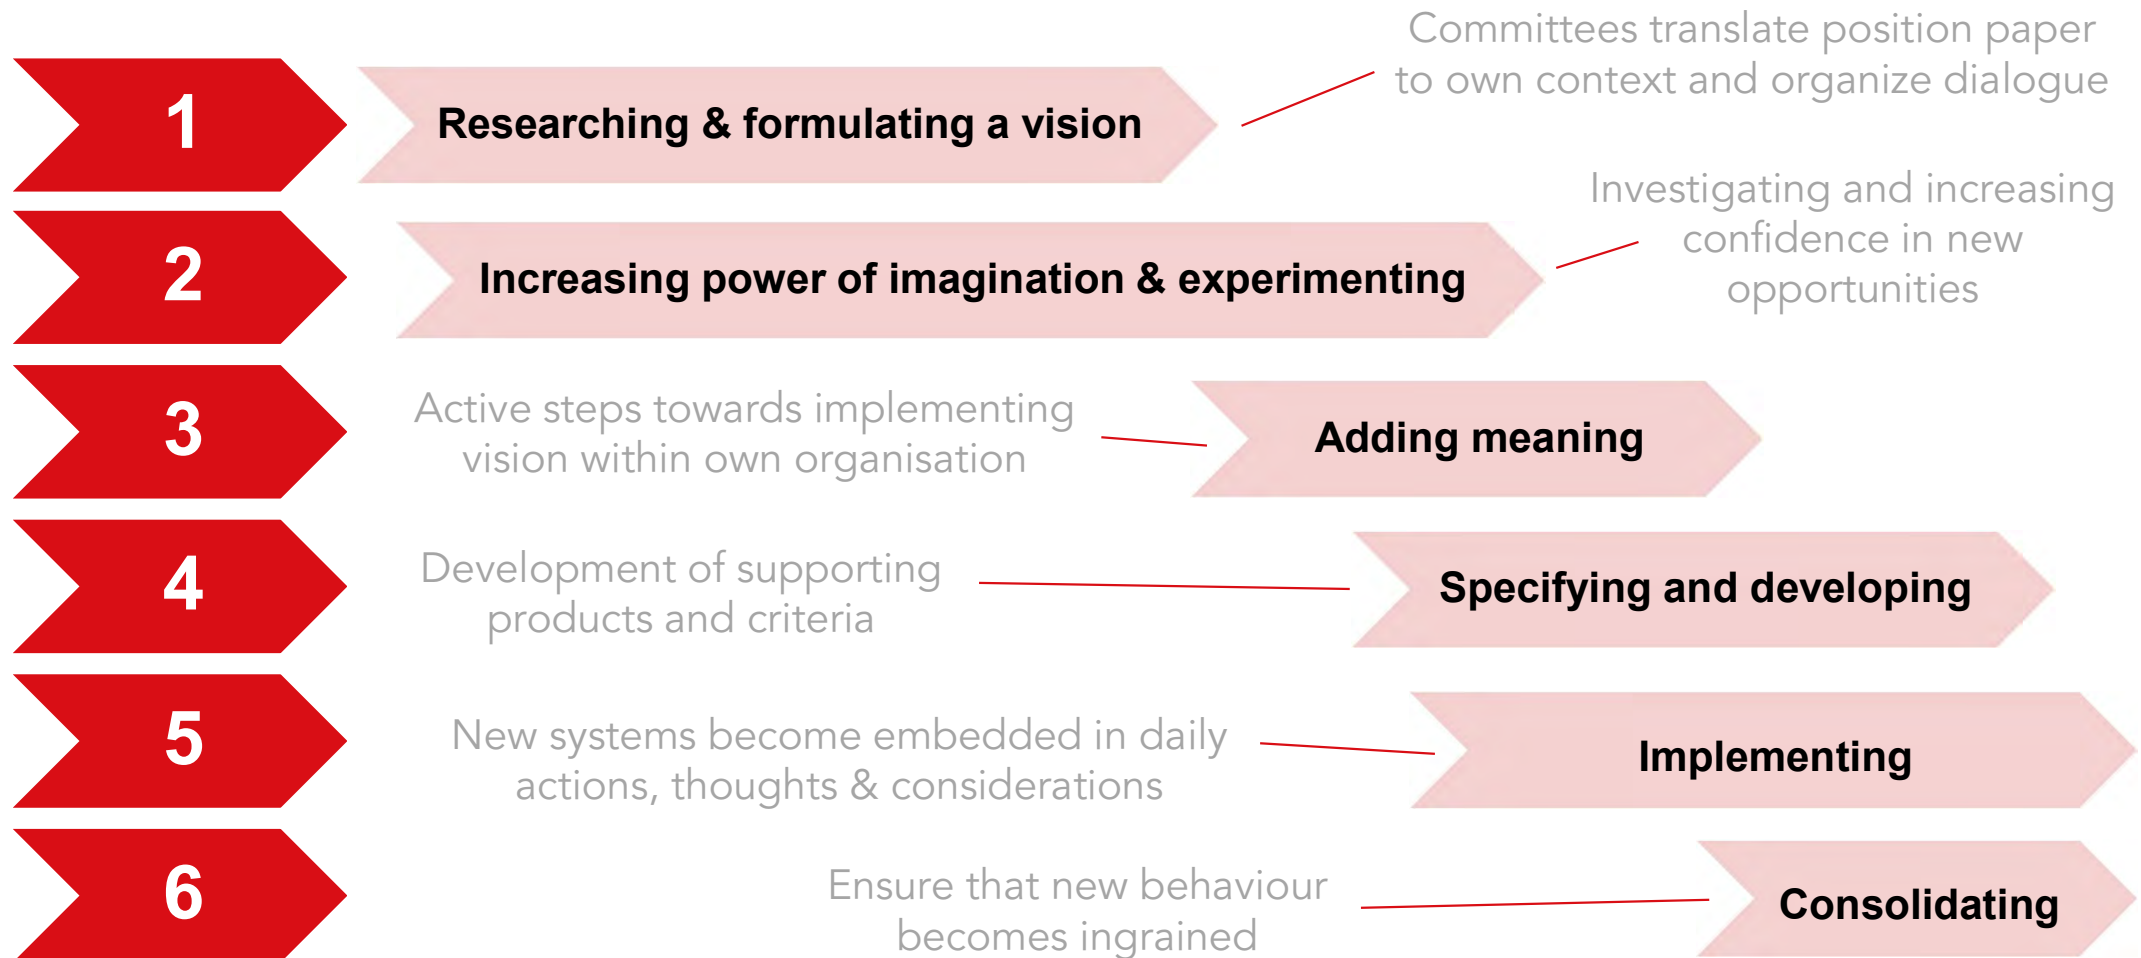 Committees translate position paper
to own context and organize dialogue
1
Researching & formulating a vision
Investigating and increasing
confidence in new
opportunities
2
Increasing power of imagination & experimenting
3
Active steps towards implementing
vision within own organisation
Adding meaning
4
Development of supporting
products and criteria
Specifying and developing
5
New systems become embedded in daily
actions, thoughts & considerations
Implementing
6
Ensure that new behaviour
becomes ingrained
Consolidating